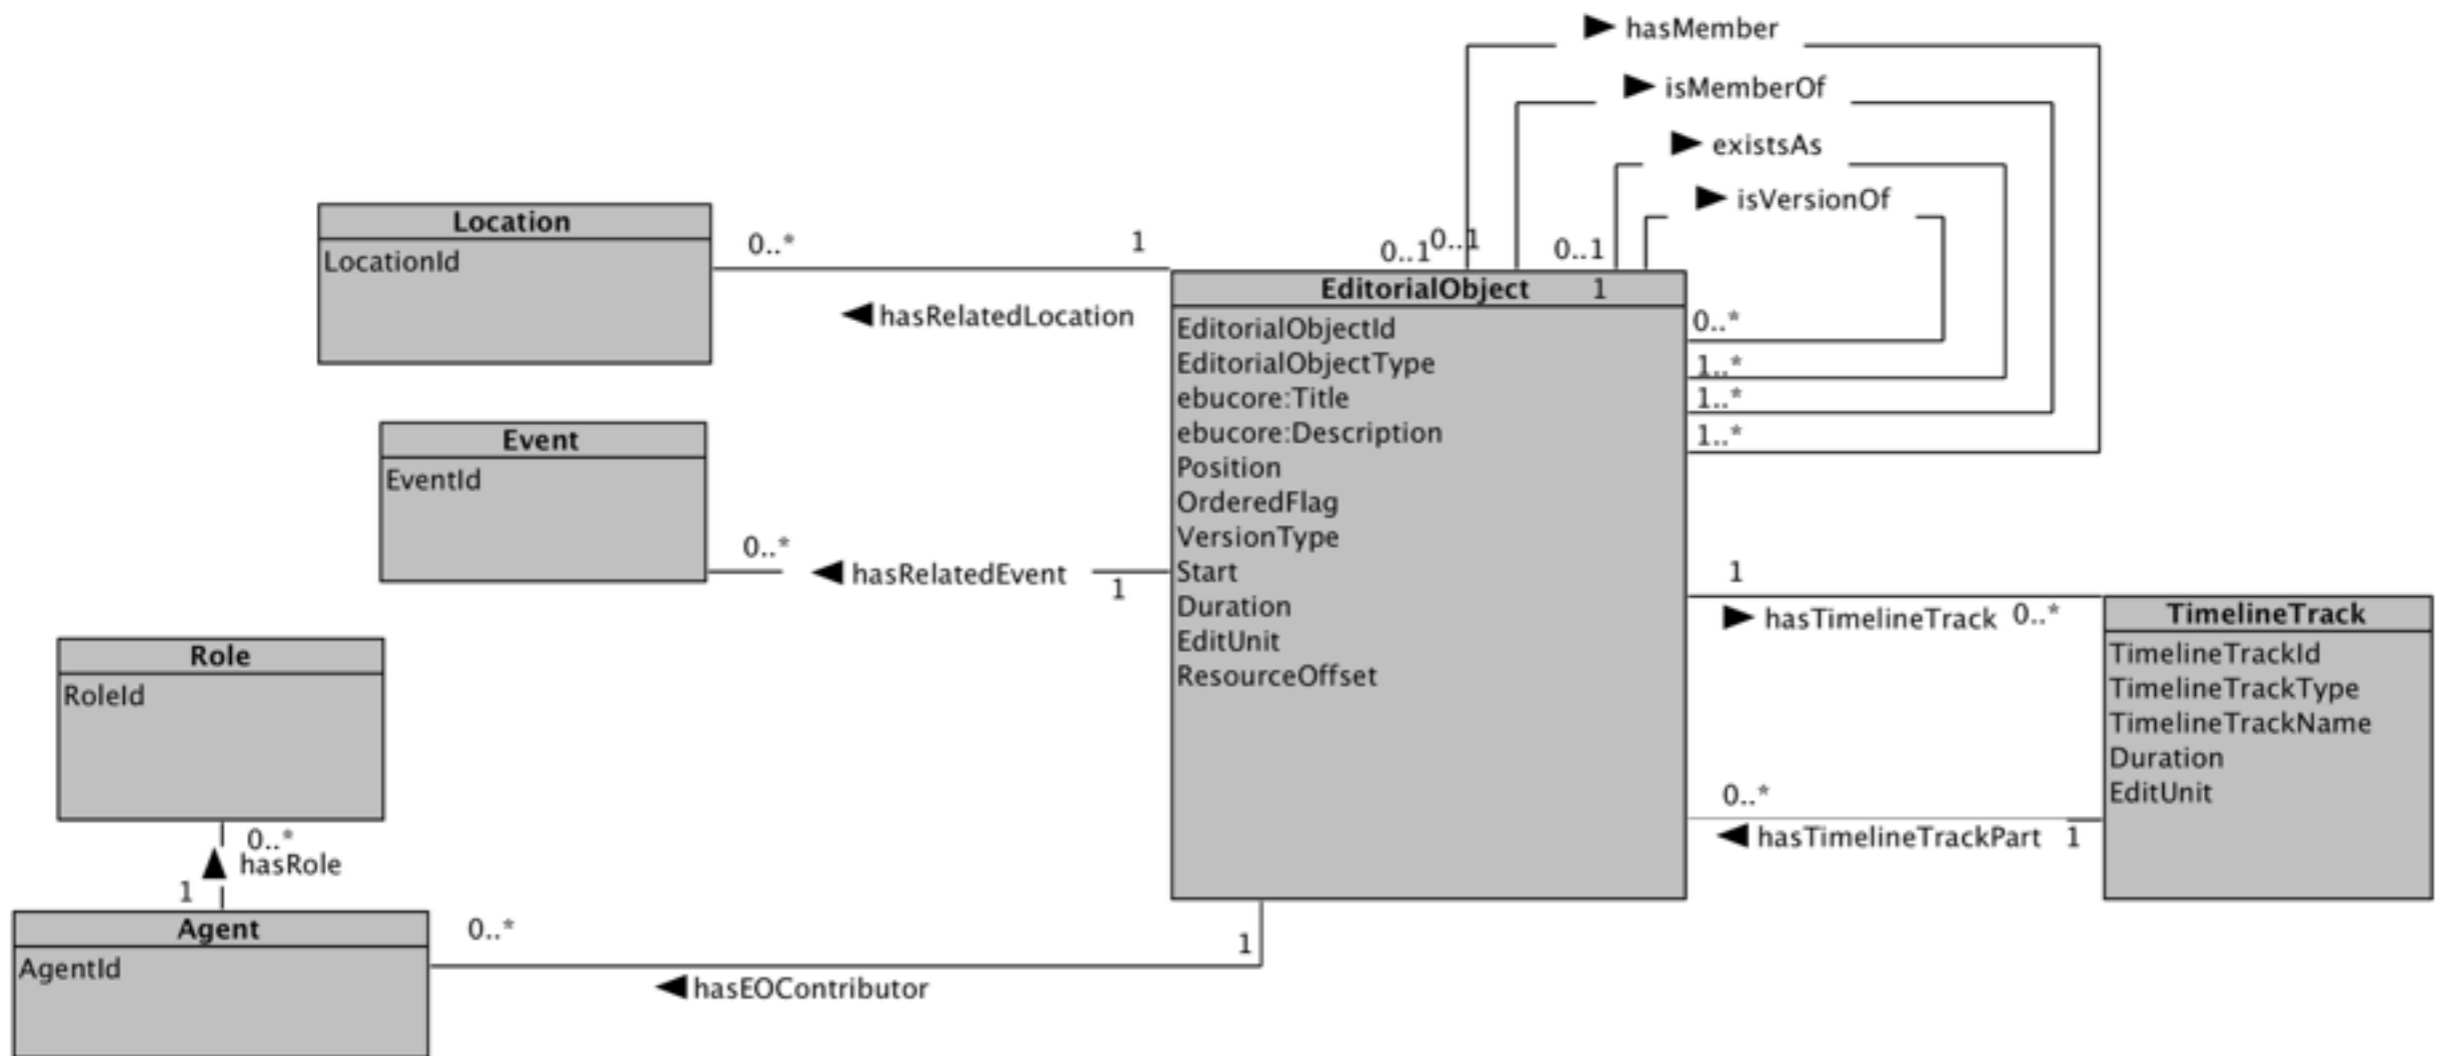 hasMember
isMemberOf
existsAs
isVersionOf
Location
LocationId
0..*
1
hasRelatedLocation
0..1
0..1
0..1
EditorialObject
1
EditorialObjectId
EditorialObjectType
ebucore:Title
ebucore:Description
Position
OrderedFlag
VersionType
Start
Duration
EditUnit
ResourceOffset
0..*
1..*
1..*
1..*
Event
EventId
0..*
hasRelatedEvent
1
1
hasTimelineTrack
0..*
TimelineTrack
TimelineTrackId
TimelineTrackType
TimelineTrackName
Duration
EditUnit
0..*
hasTimelineTrackPart
1
Role
RoleId
0..*
hasRole
1
Agent
AgentId
0..*
1
hasEOContributor